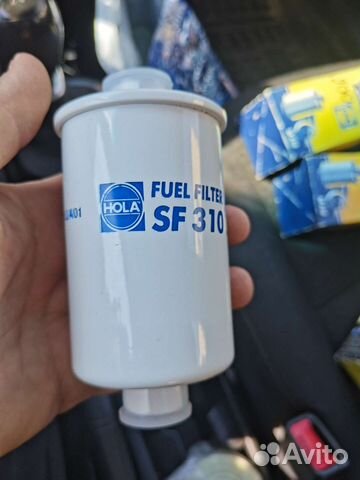 FUEL FILTER
HOLA
SF 310
Avito